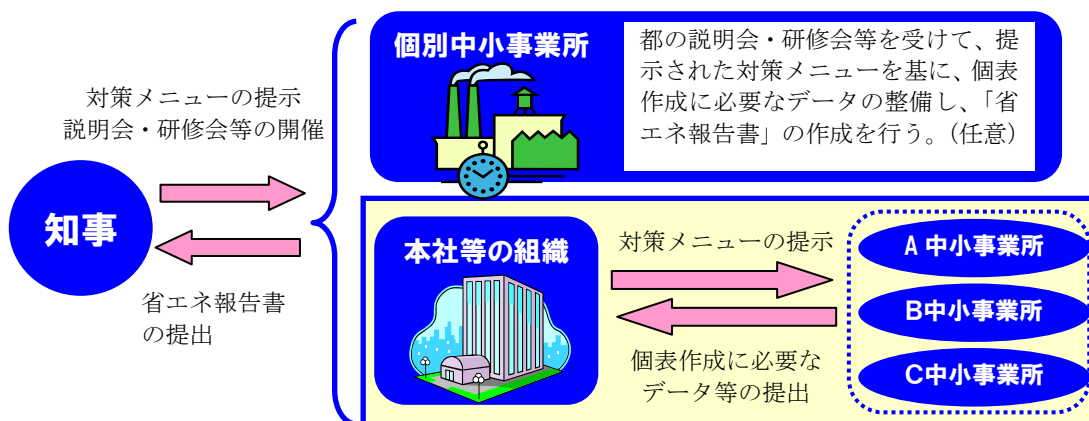 対策メニューの提示
説明会・研修会等の開催
知事
省エネ報告書
の提出
個別中小事業所
都の説明会・研修会等を受けて、提
示された対策メニューを基に、個表
作成に必要なデータの整備し、「省
エネ報告書」の作成を行う。(任意)
本社等の組織
対策メニューの提示
個表作成に必要な
データ等の提出
A 中小事業所
B中小事業所
C中小事業所